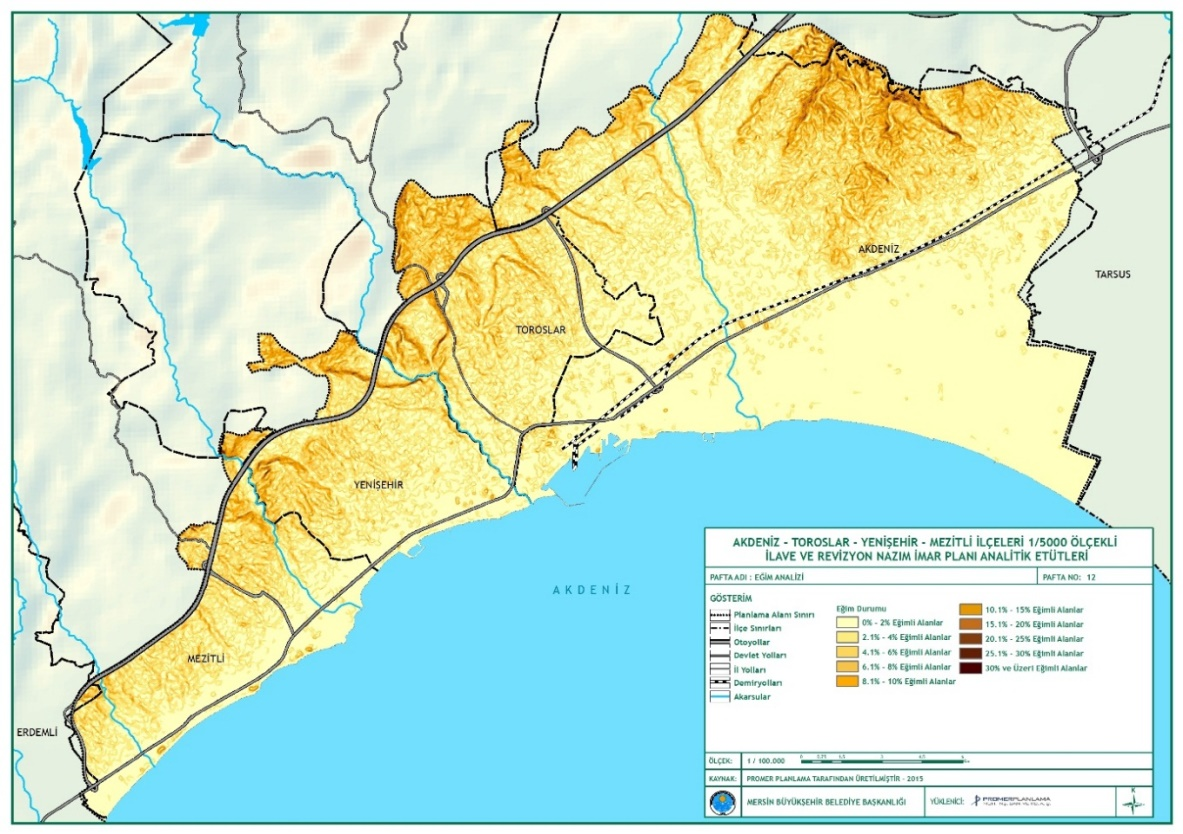 AKDENİZ
TARSUS
TOROSLAR
YENİŞEHİR
AKDENİZ
MEZİTLİ
ERDEMLİ
AKDENİZ - TOROSLAR - YENİŞEHİR - MEZİTLİ İLÇELERİ 1/5000 ÖLÇEKLİ
İLAVE VE REVİZYON NAZIM İMAR PLANI ANALİTİK ETÜTLERİ
PAFTA ADI : EĞİM ANALİZİ
PAFTA NO: 12
GÖSTERİM
Planlama Alanı Sınırı
İlçe Sınırları
Otoyollar
Devlet Yolları
İl Yolları
Demiryolları
Akarsular
Eğim Durumu
0% - 2% Eğimli Alanlar
2.1% - 4% Eğimli Alanlar
4.1% - 6% Eğimli Alanlar
6.1% - 8% Eğimli Alanlar
8.1% - 10% Eğimli Alanlar
10.1% - 15% Eğimli Alanlar
15.1% - 20% Eğimli Alanlar
20.1% - 25% Eğimli Alanlar
25.1% - 30% Eğimli Alanlar
30% ve Üzeri Eğimli Alanlar
ÖLÇEK: 1 / 100.000
KAYNAK: PROMER PLANLAMA TARAFINDAN ÜRETİLMİŞTİR - 2015
MERSİN BÜYÜKŞEHİR BELEDİYE BAŞKANLIĞI
YÜKLENİCİ: PROMERPLANLAMA
K